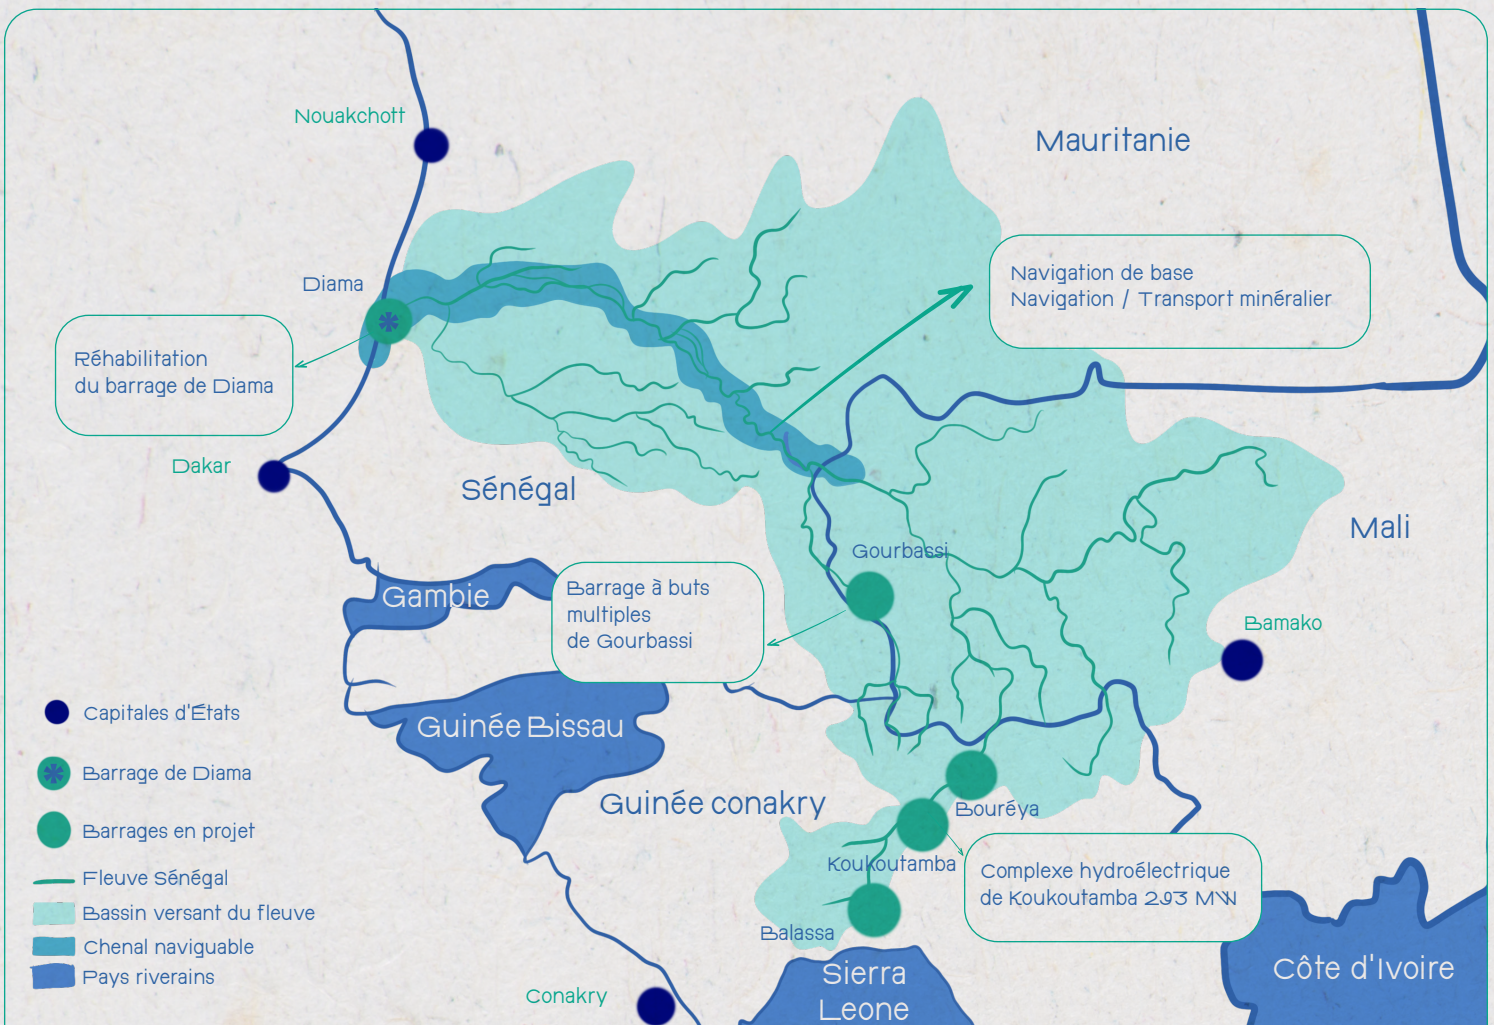 Nouakchott
Mauritanie
Navigation de base
Navigation / Transport minéralier
Diama
Réhabilitation
du barrage de Diama
Dakar
Sénégal
Mali
Gourbassi
Barrage à buts
multiples
de Gourbassi
Gambie
Bamako
Guinée Bissau
Guinée conakry
Bouréya
Koukoutamba
Complexe hydroélectrique
de Koukoutamba 293 MW
Balassa
Sierra
Leone
Côte d'Ivoire
Conakry
Capitales d'États
Barrage de Diama
Barrages en projet
Fleuve Sénégal
Bassin versant du fleuve
Chenal naviguable
Pays riverains